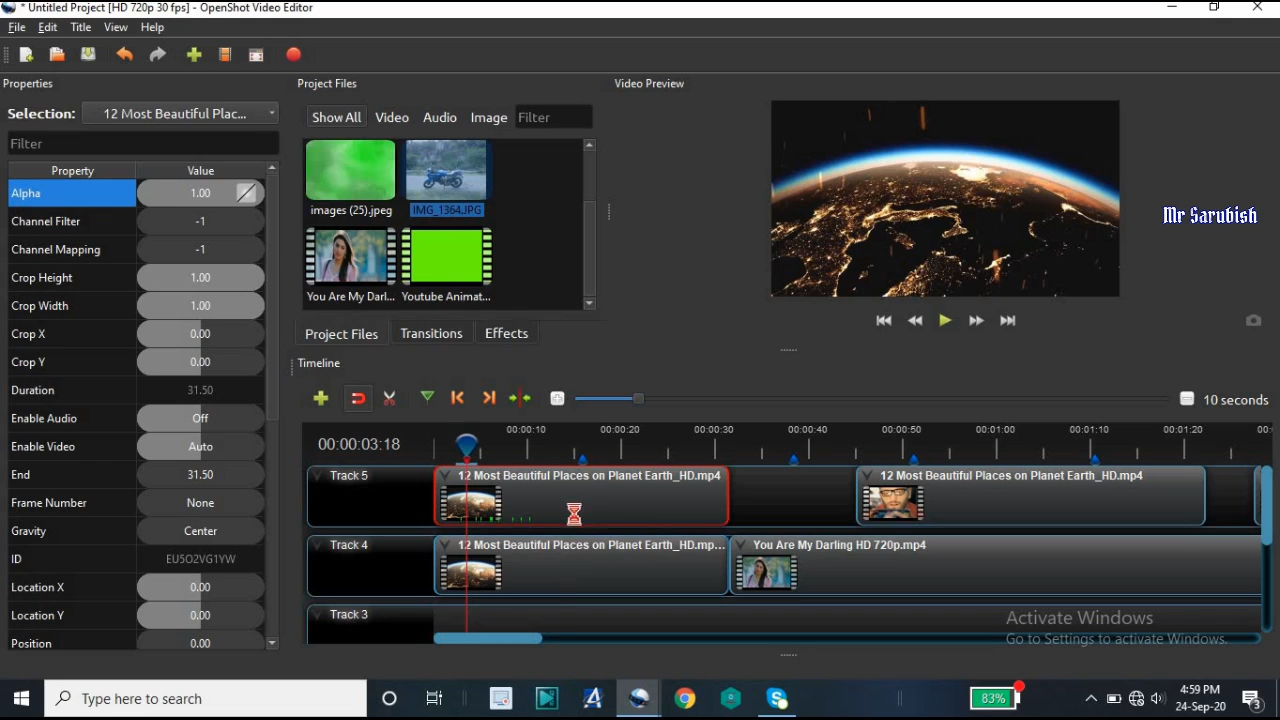 * Untitled Project [HD 720p 30 fps] - OpenShot Video Editor
File Edit Title View Help
Properties
Project Files
Video Preview
Selection: 12 Most Beautiful Plac...
Filter
Property Value
Alpha 1.00
Channel Filter -1
Channel Mapping -1
Crop Height 1.00
Crop Width 1.00
Crop X 0.00
Crop Y 0.00
Duration 31.50
Enable Audio Off
Enable Video Auto
End 31.50
Frame Number None
Gravity Center
ID EU5O2VG1YW
Location X 0.00
Location Y 0.00
Position 0.00
Show All Video Audio Image Filter
images (25).jpeg IMG_1364.JPG
You Are My Darl... Youtube Animat...
Project Files Transitions Effects
Mr Sarubish
Timeline
10 seconds
00:00:03:18
00:00:10 00:00:20 00:00:30 00:00:40 00:00:50 00:01:00 00:01:10 00:01:20
Track 5 12 Most Beautiful Places on Planet Earth_HD.mp4 12 Most Beautiful Places on Planet Earth_HD.mp4
Track 4 12 Most Beautiful Places on Planet Earth_HD.mp... You Are My Darling HD 720p.mp4
Track 3
Activate Windows
Go to Settings to activate Windows.
Type here to search
83%
4:59 PM
24-Sep-20
3